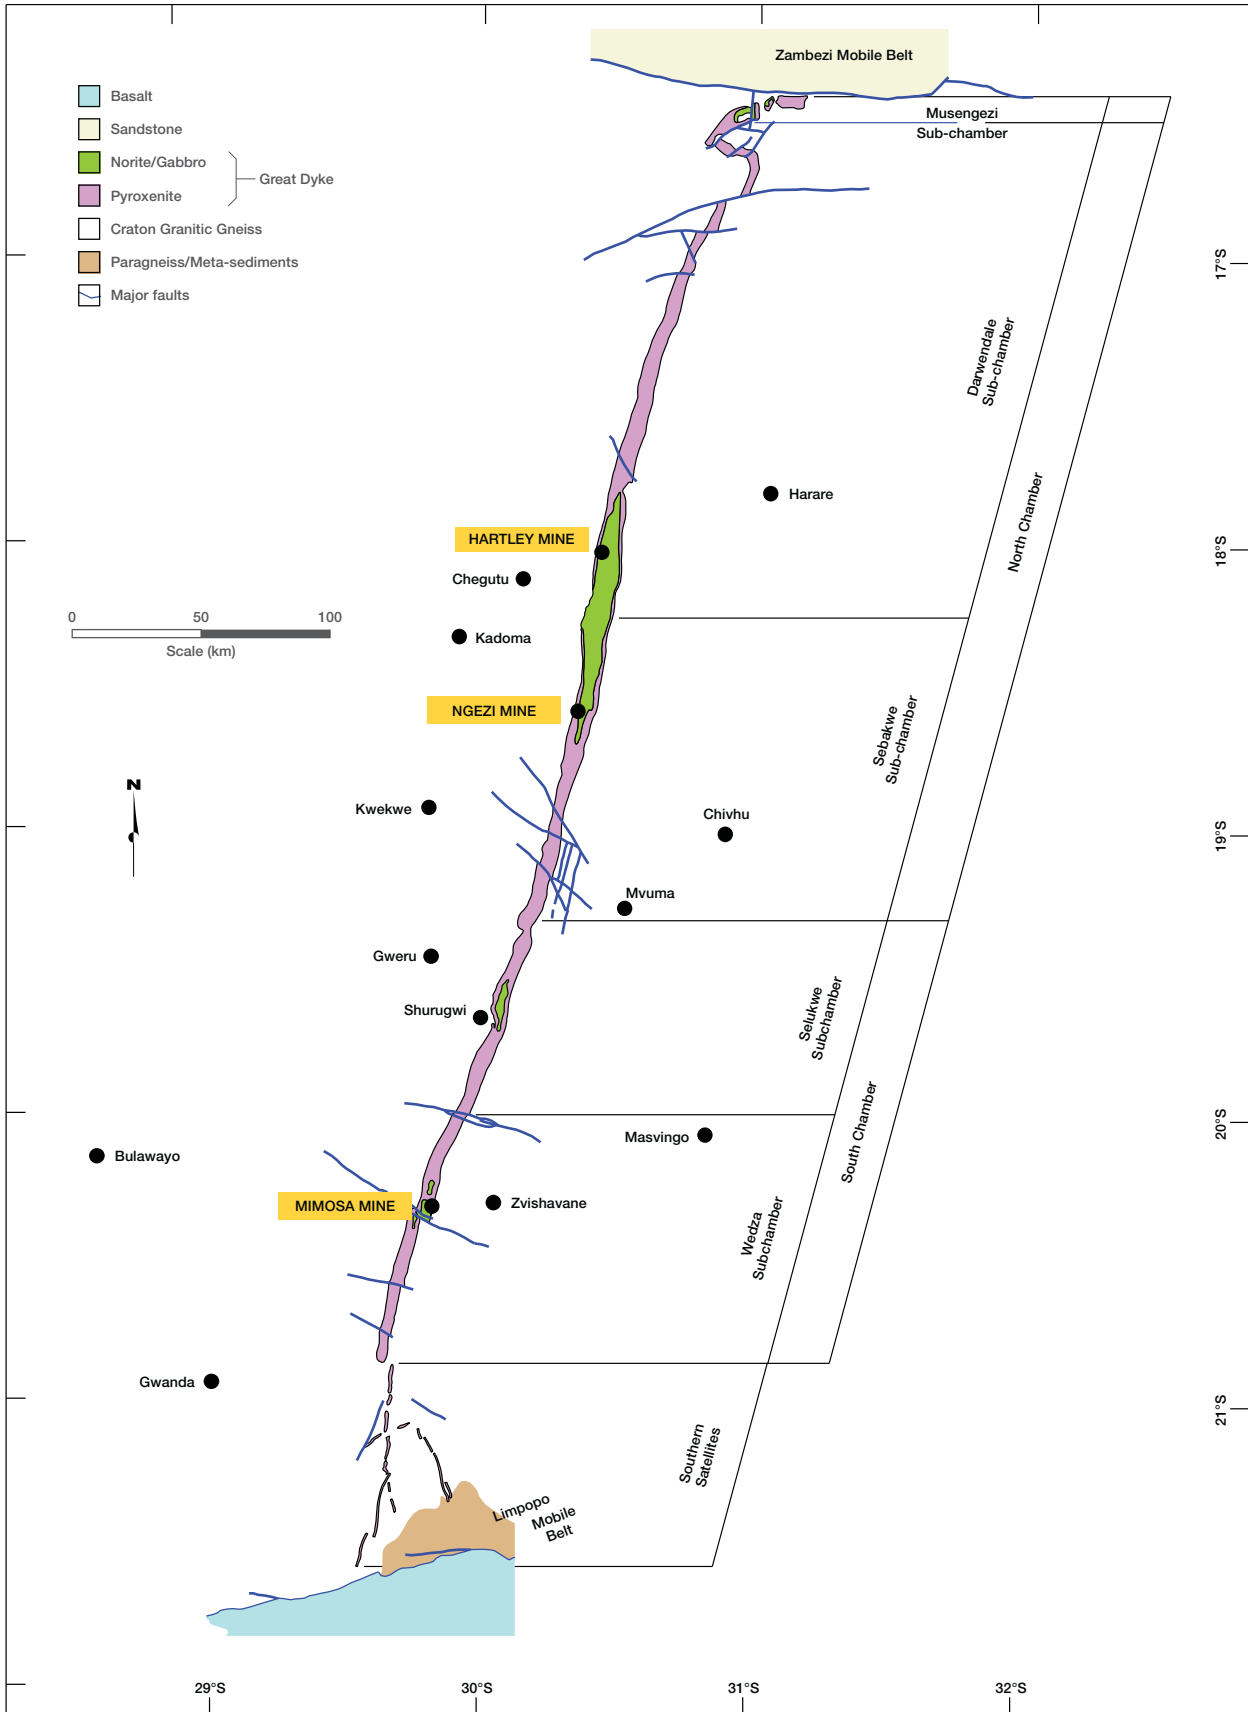 Zambezi Mobile Belt
Basalt
Sandstone
Norite/Gabbro
Pyroxenite
Great Dyke
Craton Granitic Gneiss
Paragneiss/Meta-sediments
Major faults
Musengezi
Sub-chamber
17°S
Darwendale
Sub-chamber
North Chamber
Harare
HARTLEY MINE
18°S
Chegutu
0 50 100
Scale (km)
Kadoma
NGEZI MINE
Sebakwe
Sub-chamber
N
Kwekwe
Chivhu
19°S
Mvuma
Gweru
Shurugwi
Selukwe
Subchamber
South Chamber
20°S
Masvingo
Bulawayo
MIMOSA MINE
Zvishavane
Wedza
Subchamber
Gwanda
21°S
Southern
Satellites
Limpopo
Mobile
Belt
29°S 30°S 31°S 32°S